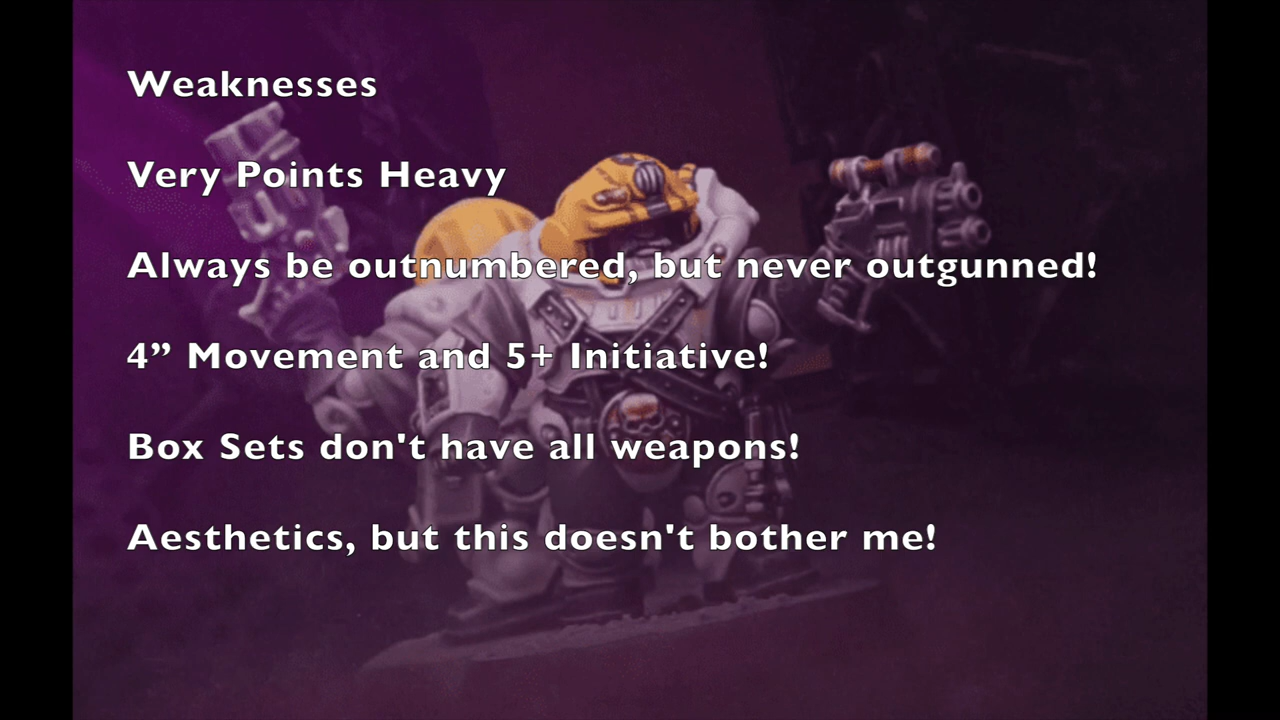 Weaknesses
Very Points Heavy
Always be outnumbered, but never outgunned!
4” Movement and 5+ Initiative!
Box Sets don't have all weapons!
Aesthetics, but this doesn't bother me!